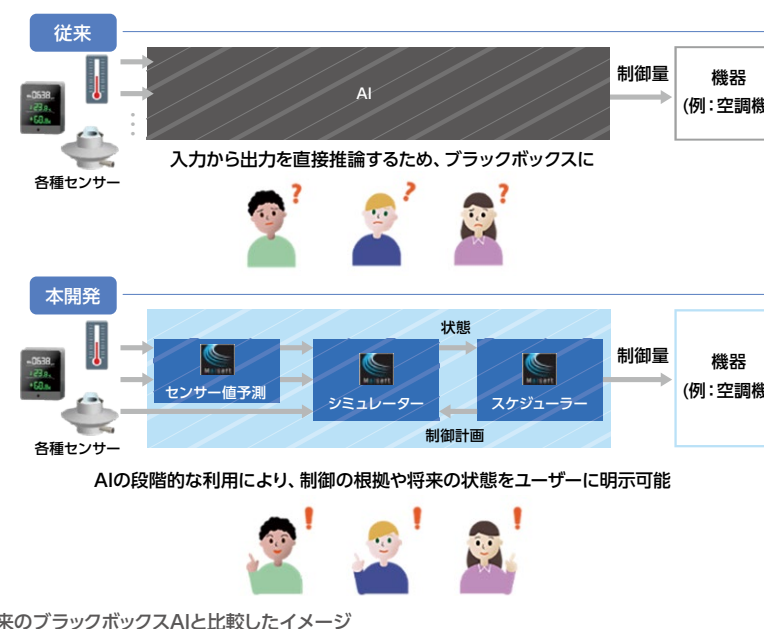 従来
AI
制御量
機器
(例：空調機
各種センサー
入力から出力を直接推論するため、ブラックボックスに
? ? ?
本開発
状態
Maisart
センサー値予測
Maisart
シミュレーター
Maisart
スケジューラー
制御量
機器
(例：空調機
制御計画
各種センサー
AIの段階的な利用により、制御の根拠や将来の状態をユーザーに明示可能
! ! !
来のブラックボックスAIと比較したイメージ